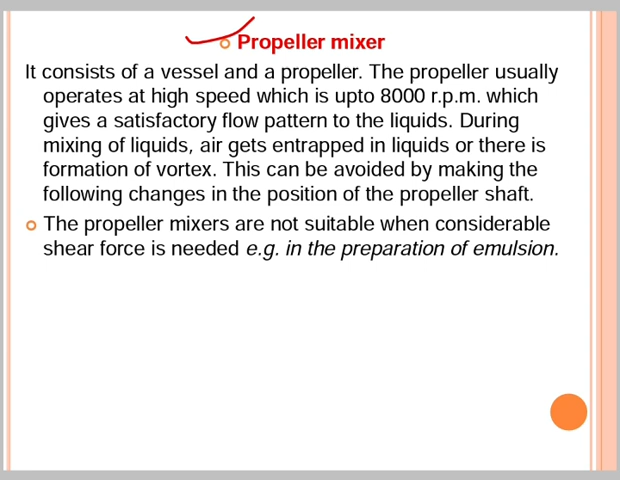 Propeller mixer
It consists of a vessel and a propeller. The propeller usually
operates at high speed which is upto 8000 r.p.m. which
gives a satisfactory flow pattern to the liquids. During
mixing of liquids, air gets entrapped in liquids or there is
formation of vortex. This can be avoided by making the
following changes in the position of the propeller shaft.
The propeller mixers are not suitable when considerable
shear force is needed e.g. in the preparation of emulsion.